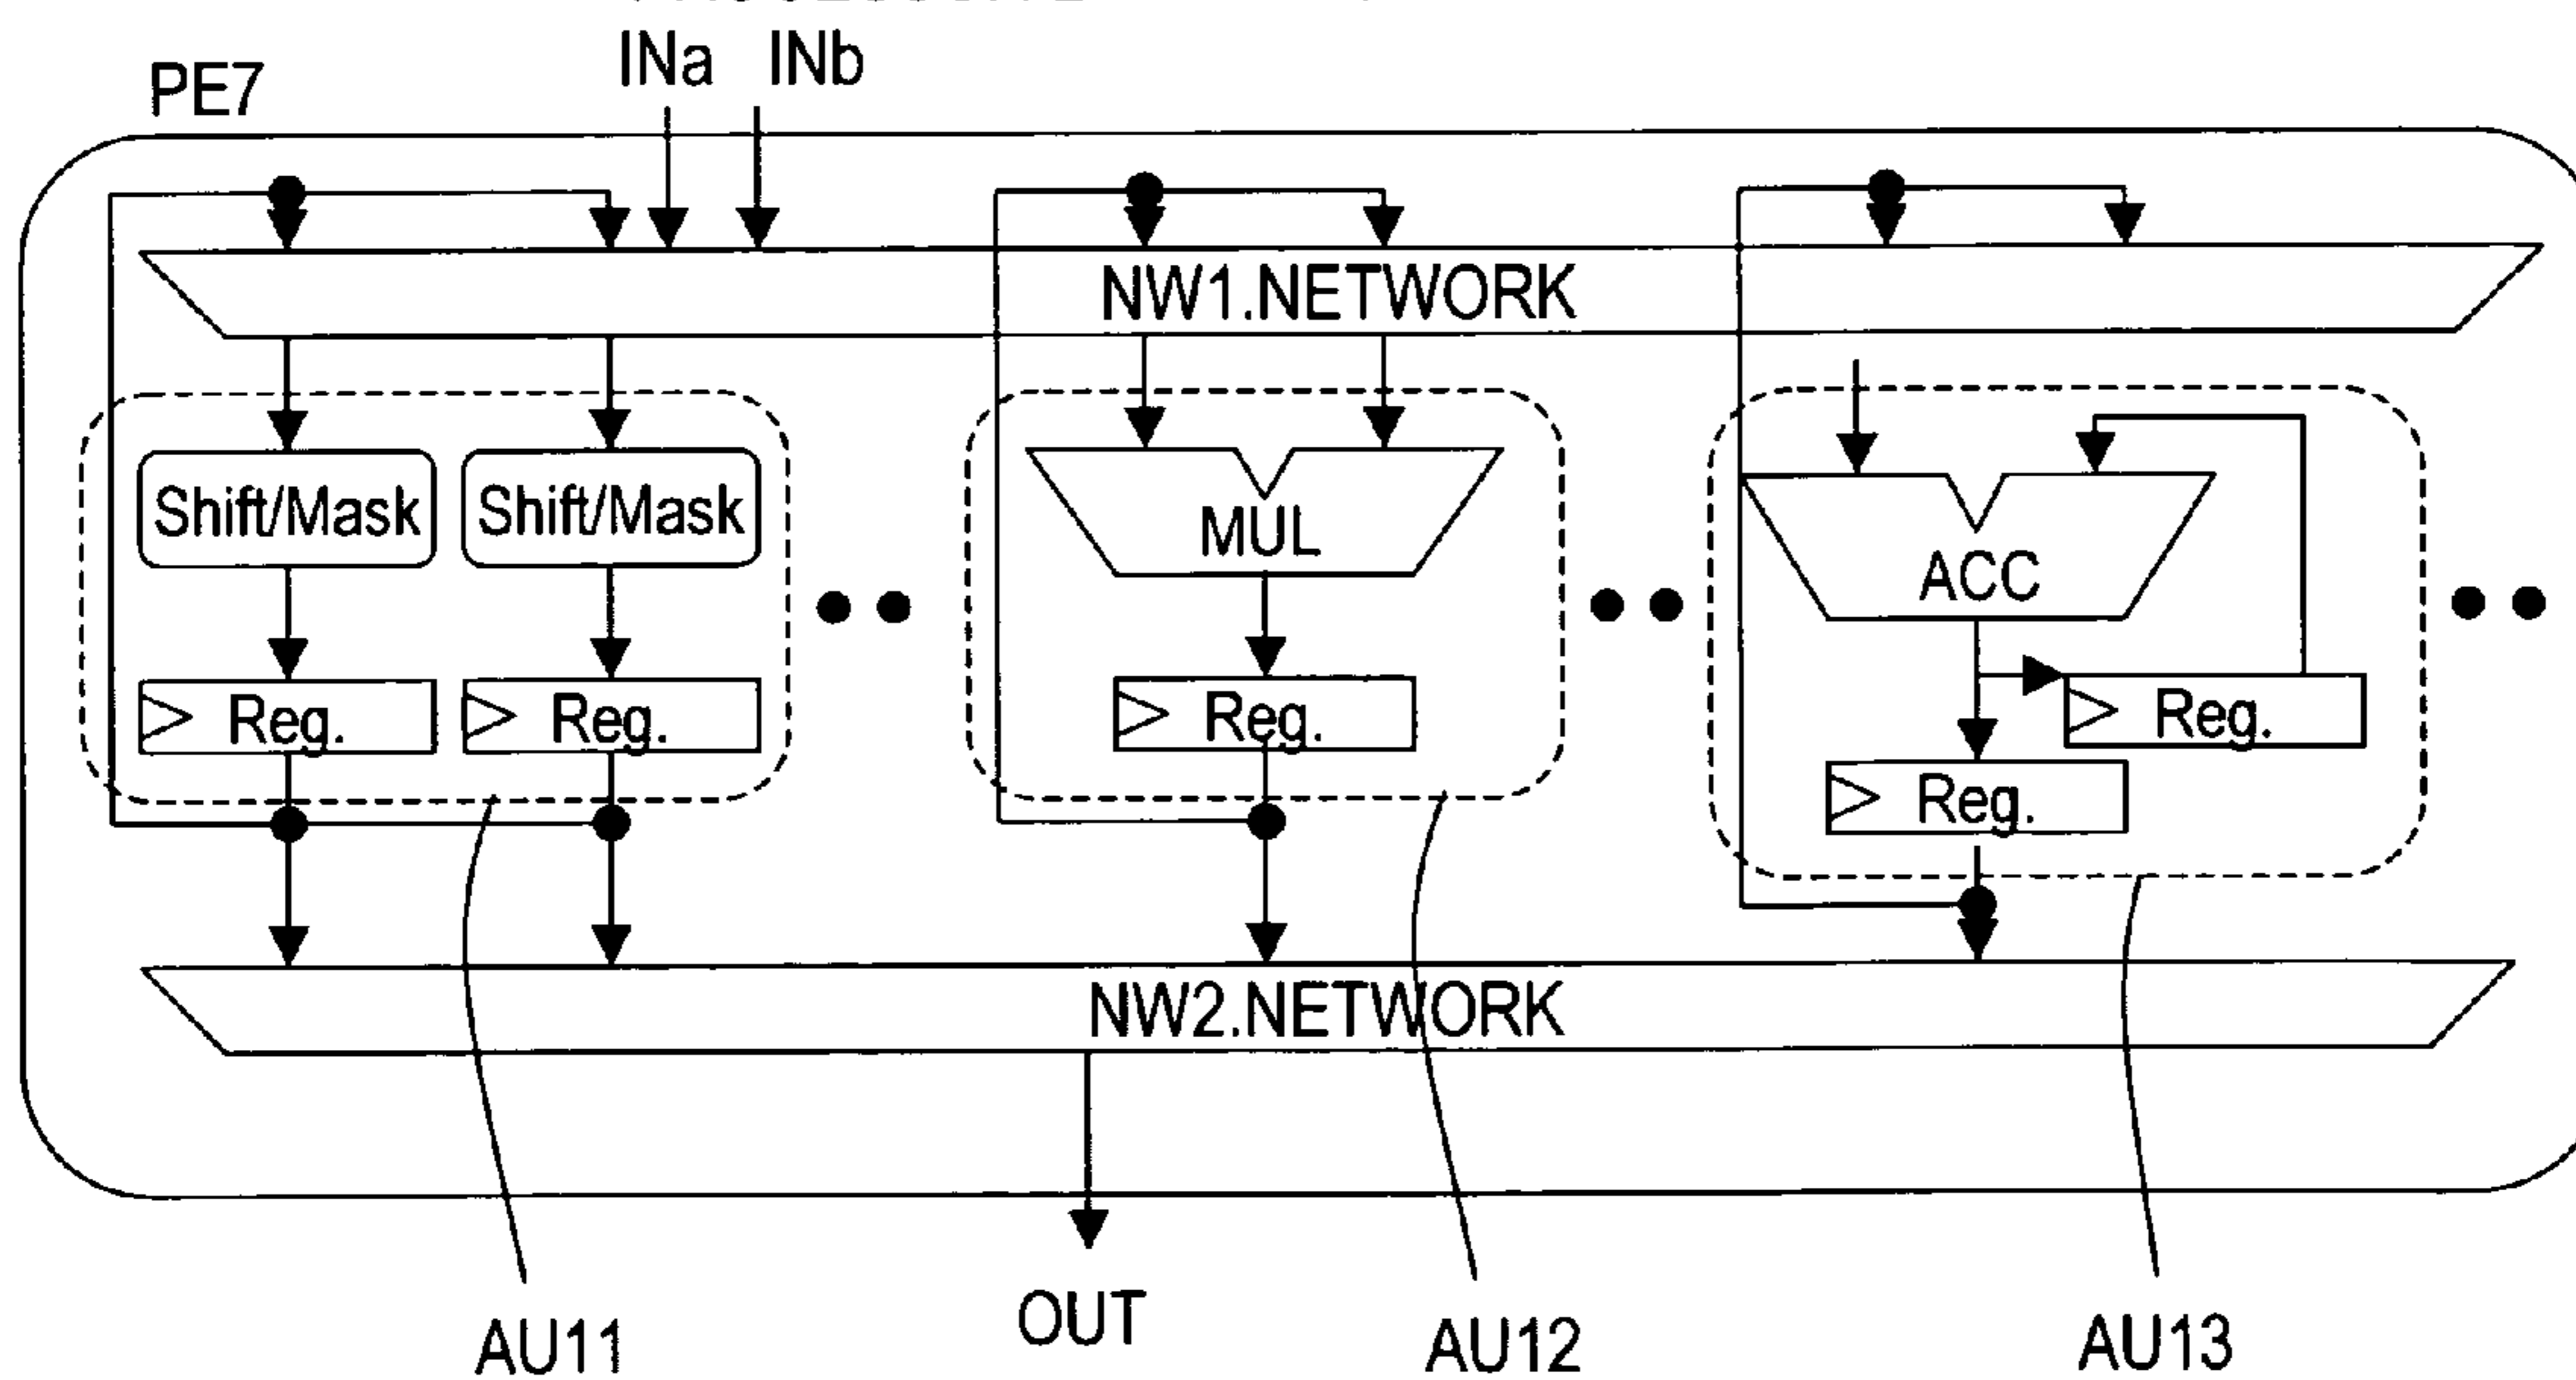 PE7
INa INb
NW1.NETWORK
Shift/Mask Shift/Mask
MUL
ACC
Reg. Reg. Reg. Reg.
Reg.
NW2.NETWORK
OUT
AU11 AU12 AU13